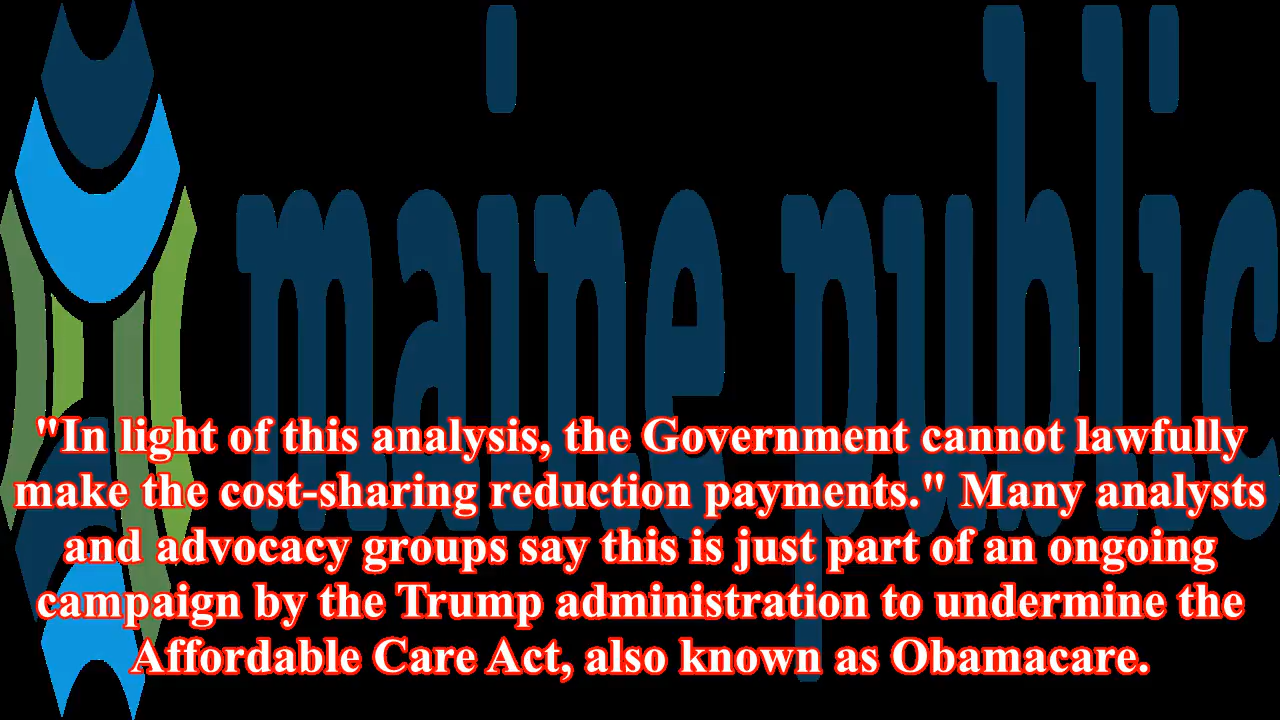 maine public
"In light of this analysis, the Government cannot lawfully
make the cost-sharing reduction payments." Many analysts
and advocacy groups say this is just part of an ongoing
campaign by the Trump administration to undermine the
Affordable Care Act, also known as Obamacare.